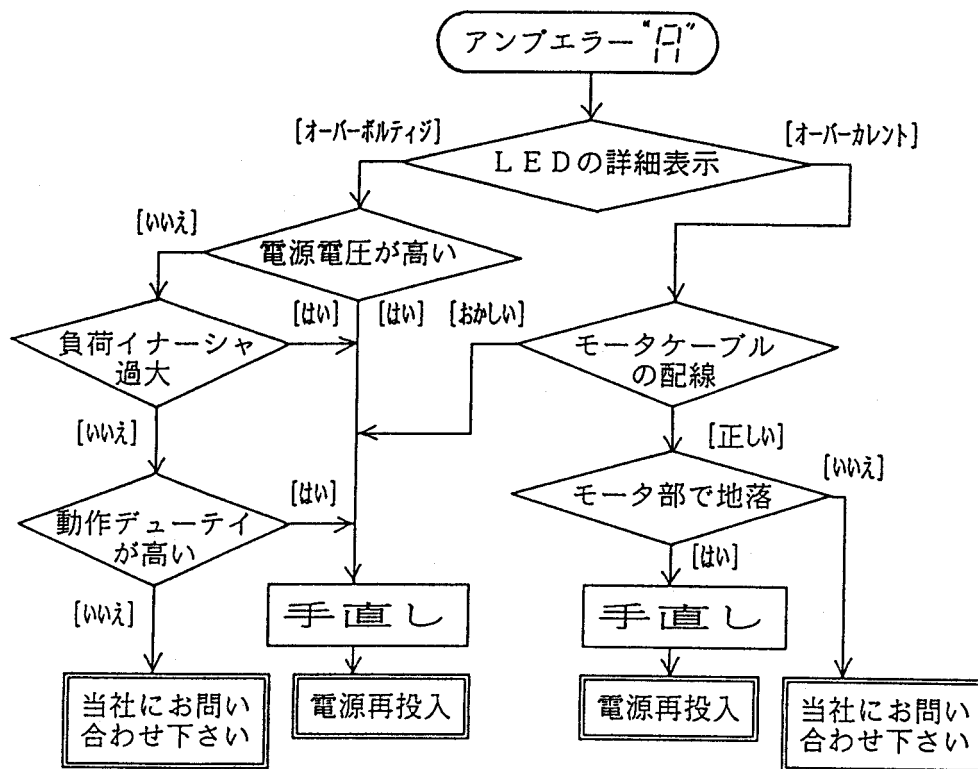 アンプエラー"A"
[オーバーボルティジ]
[オーバーカレント]
LEDの詳細表示
[いいえ]
電源電圧が高い
[はい]
[はい]
[おかしい]
負荷イナーシャ
過大
モータケーブル
の配線
[いいえ]
[正しい]
[はい]
[いいえ]
動作デューテイ
が高い
モータ部で地落
[はい]
[いいえ]
手直し
手直し
当社にお問い
合わせ下さい
電源再投入
電源再投入
当社にお問い
合わせ下さい